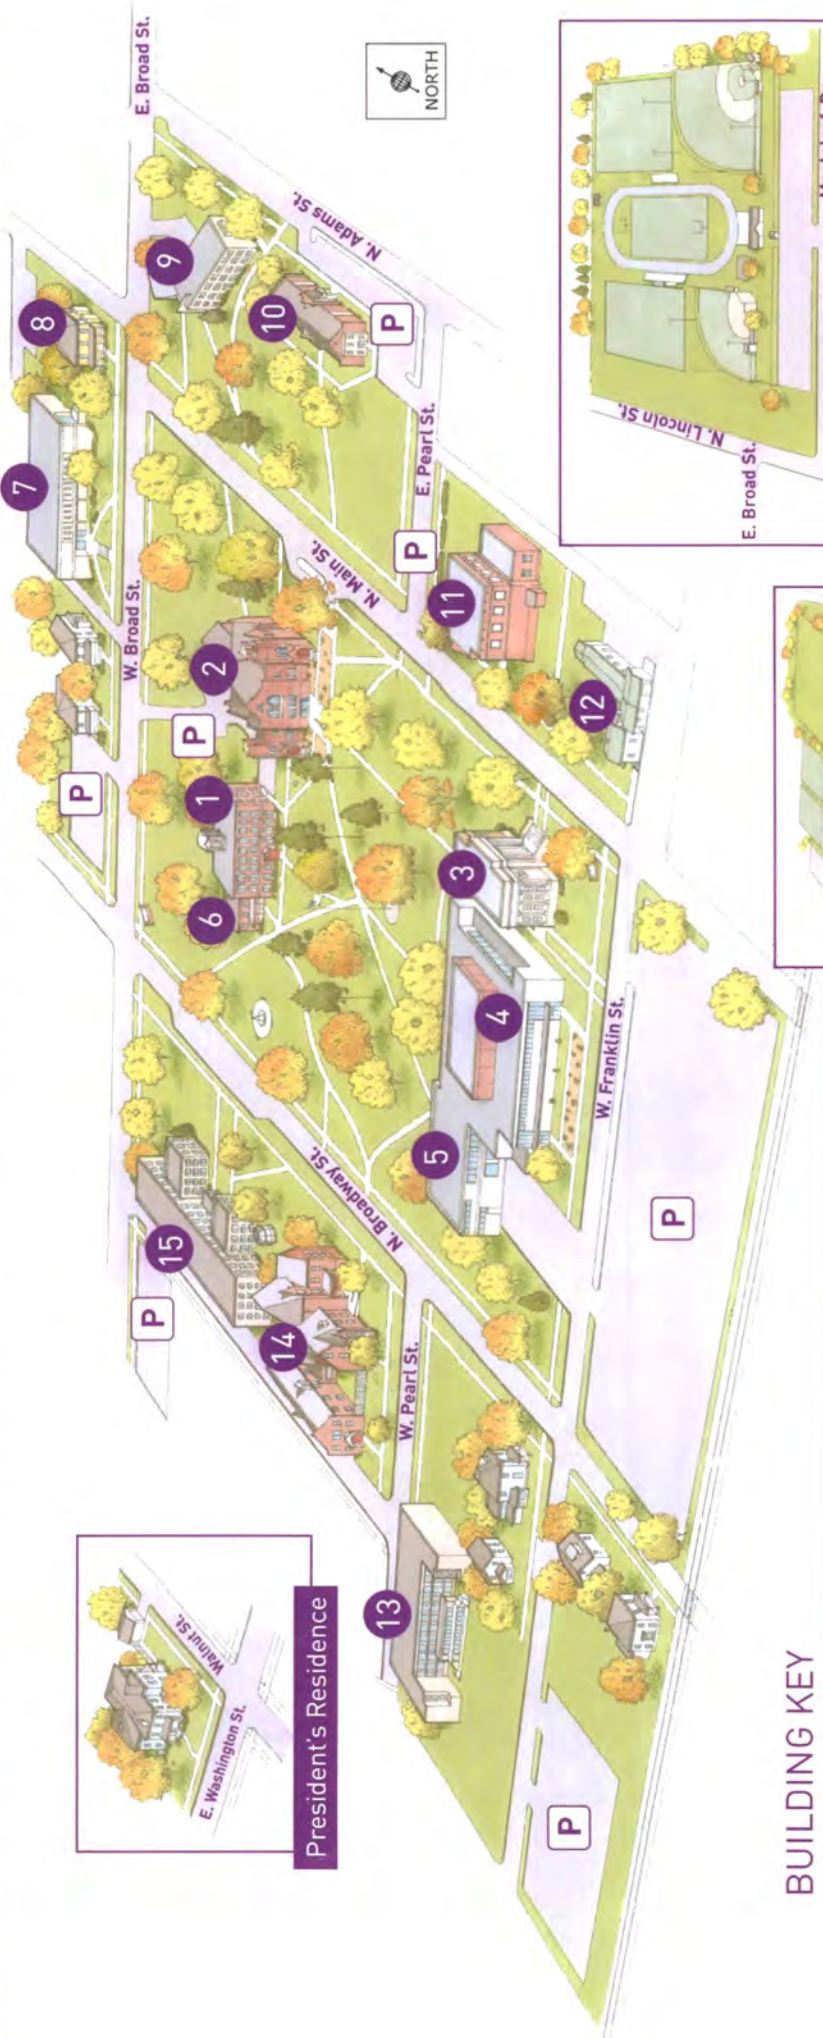 E. Broad St.
NORTH
N. Adams St.
8
9
10
P
7
E. Pearl St.
P
N. Main St.
W. Broad St.
11
2
12
P
P
1
3
6
4
W. Franklin St.
5
N. Broadway St.
P
15
P
14
W. Pearl St.
13
P
N. Lincoln St.
E. Broad St.
Walnut St.
E. Washington St.
President's Residence
BUILDING KEY